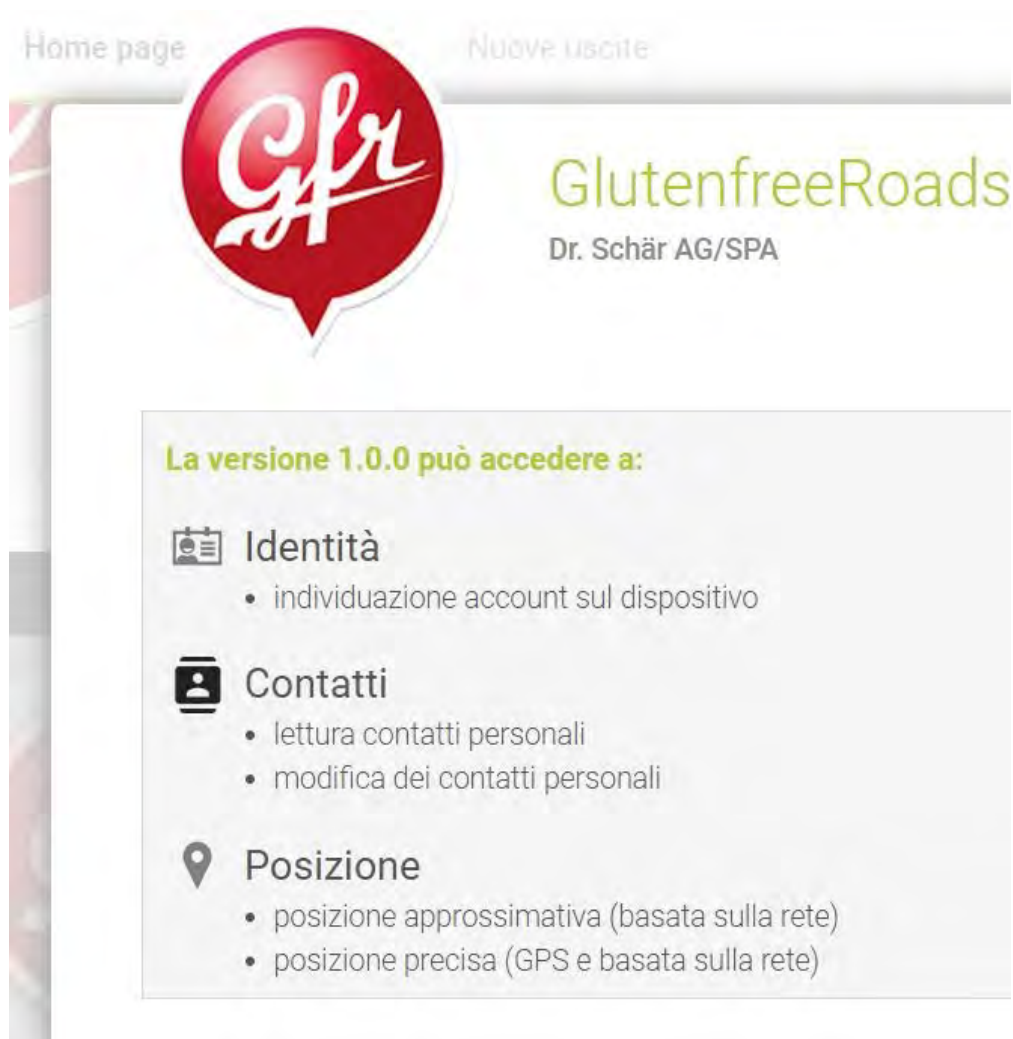 Home page
Nuove uscite
Gfr
GlutenfreeRoads
Dr. Schär AG/SPA
La versione 1.0.0 può accedere a:
Identità
• individuazione account sul dispositivo
Contatti
• lettura contatti personali
• modifica dei contatti personali
Posizione
• posizione approssimativa (basata sulla rete)
• posizione precisa (GPS e basata sulla rete)